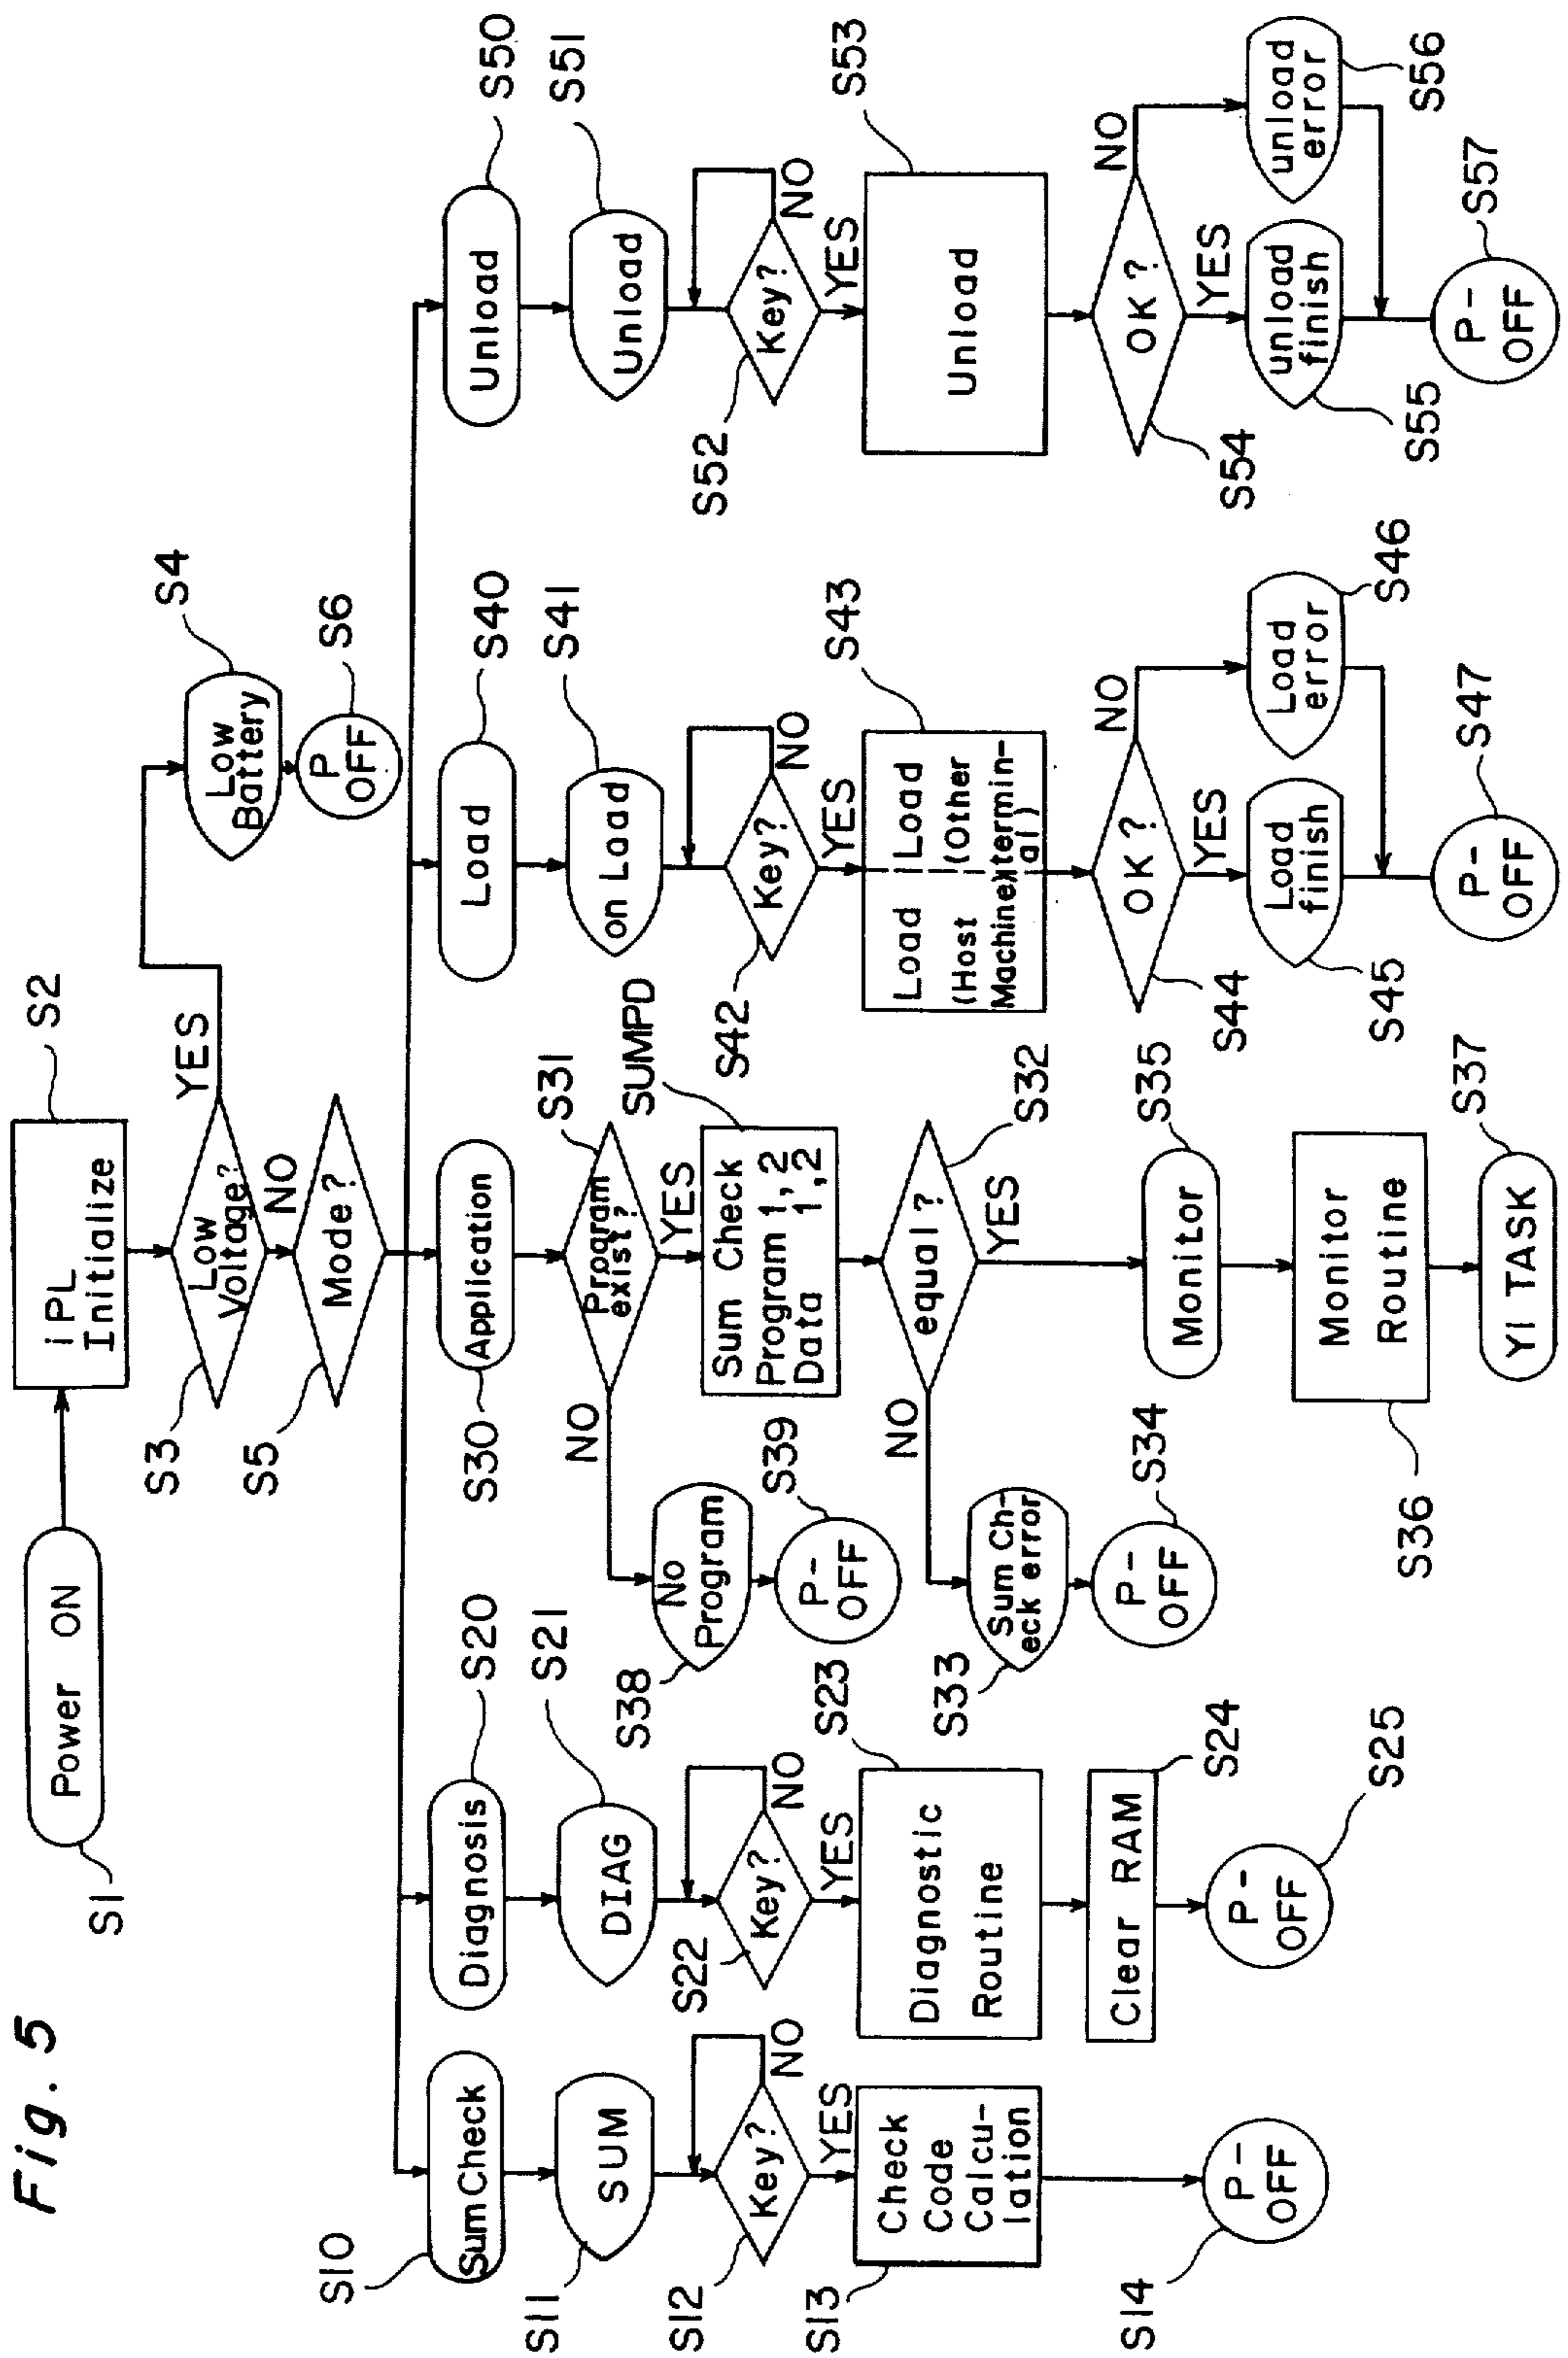 Fig. 5
Power ON
S1
iPL
Initialize
S2
Low
Voltage?
S3
YES
NO
Low
Battery
S4
P
OFF
S6
Mode?
S5
Sum Check
S10
SUM
S11
Key?
S12
NO
YES
Check
Code
Calcu-
lation
S13
P-
OFF
S14
Diagnosis
S20
DIAG
S21
Key?
S22
NO
YES
Diagnostic
Routine
S23
Clear RAM
S24
P-
OFF
S25
Application
S30
Program
exist?
S31
NO
YES
No
Program
S38
P-
OFF
S39
SUMPD
Sum Check
Program 1, 2
Data 1, 2
equal?
S32
NO
YES
Sum Ch-
eck error
S33
P-
OFF
S34
Monitor
S35
Monitor
Routine
S36
YI TASK
S37
Load
S40
on Load
S41
Key?
S42
NO
YES
Load
(Host
Machine)
Load
(Other
termin-
al)
S43
OK?
S44
NO
YES
Load
finish
S45
Load
error
S46
P-
OFF
S47
Unload
S50
Unload
S51
Key?
S52
NO
YES
Unload
S53
OK?
S54
NO
YES
unload
finish
S55
unload
error
S56
P-
OFF
S57